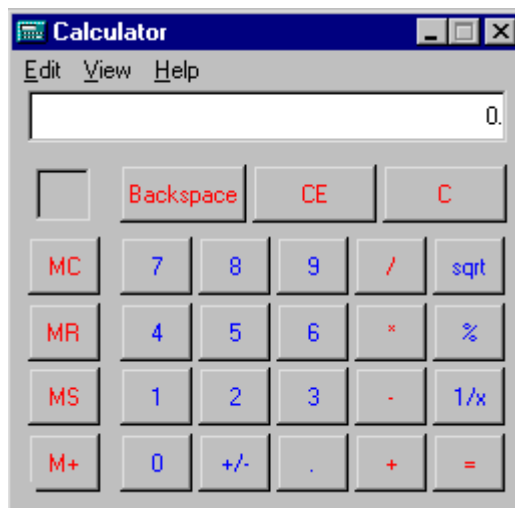 Calculator
Edit View Help
0.
Backspace CE C
MC 7 8 9 / sqrt
MR 4 5 6 * %
MS 1 2 3 - 1/x
M+ 0 +/- . + =